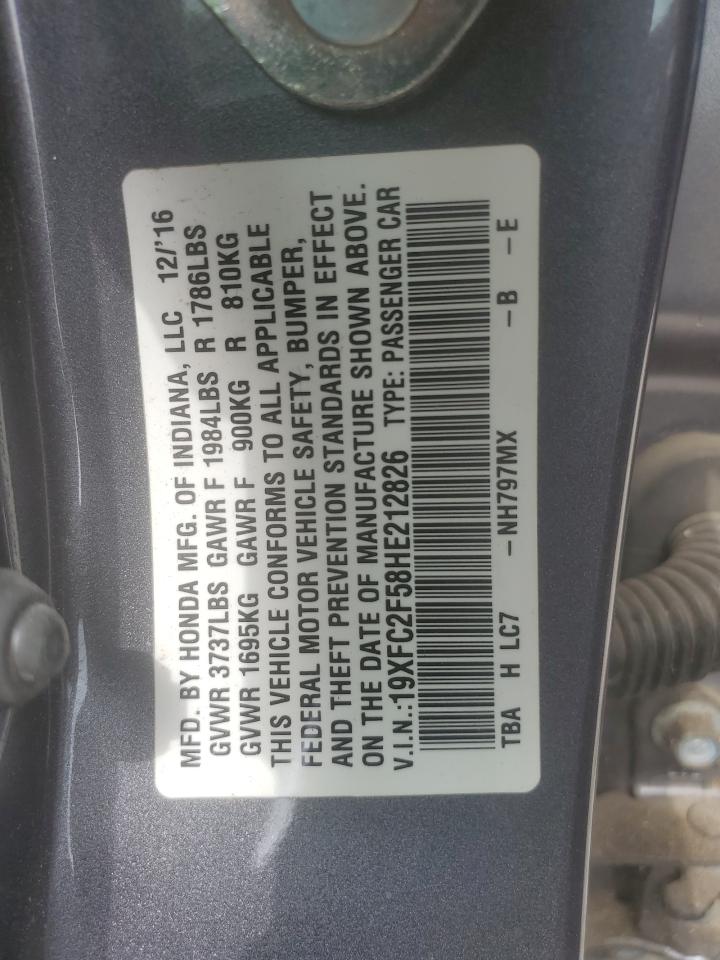 MFD. BY HONDA MFG. OF INDIANA, LLC 12/'16
GVWR 3737LBS GAWR F 1984LBS R 1786LBS
GVWR 1695KG GAWR F 900KG R 810KG
THIS VEHICLE CONFORMS TO ALL APPLICABLE
FEDERAL MOTOR VEHICLE SAFETY, BUMPER,
AND THEFT PREVENTION STANDARDS IN EFFECT
ON THE DATE OF MANUFACTURE SHOWN ABOVE.
V.I.N.:19XFC2F58HE212826 TYPE: PASSENGER CAR
TBA H LC7 -NH797MX -B -E